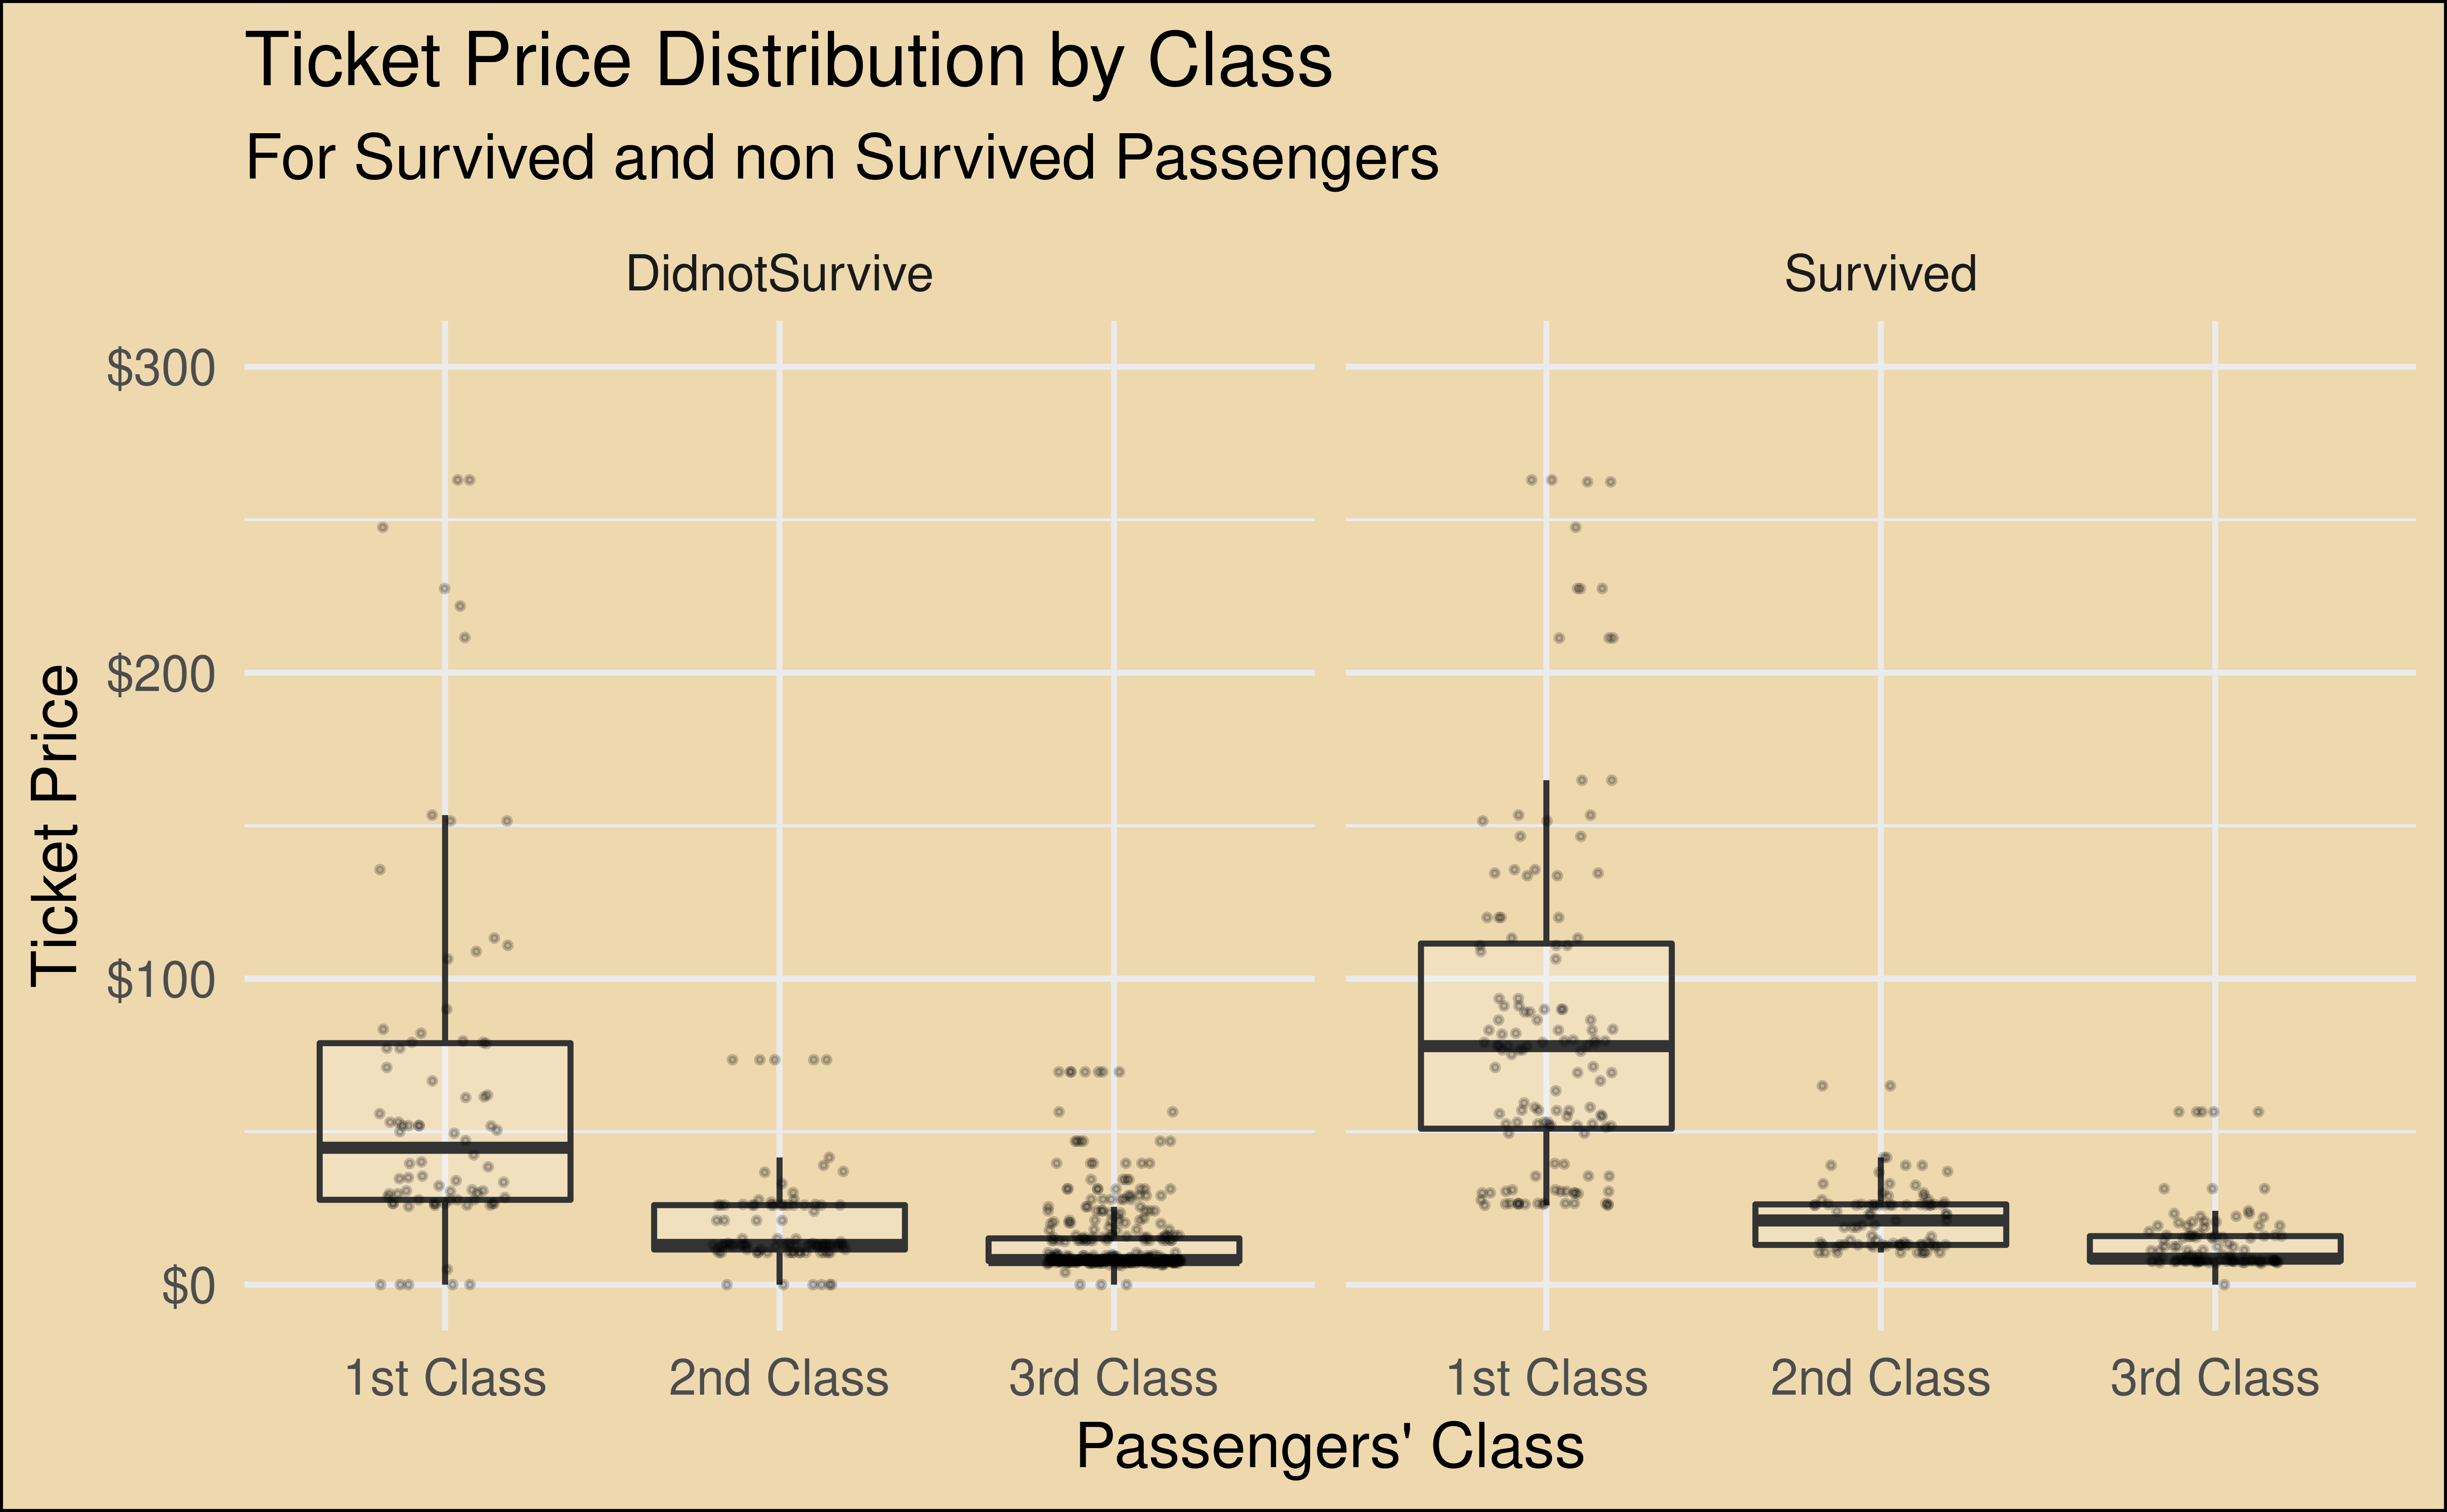 Ticket Price Distribution by Class
For Survived and non Survived Passengers
DidnotSurvive
Survived
Ticket Price
$300
$200
$100
$0
1st Class
2nd Class
3rd Class
1st Class
2nd Class
3rd Class
Passengers' Class